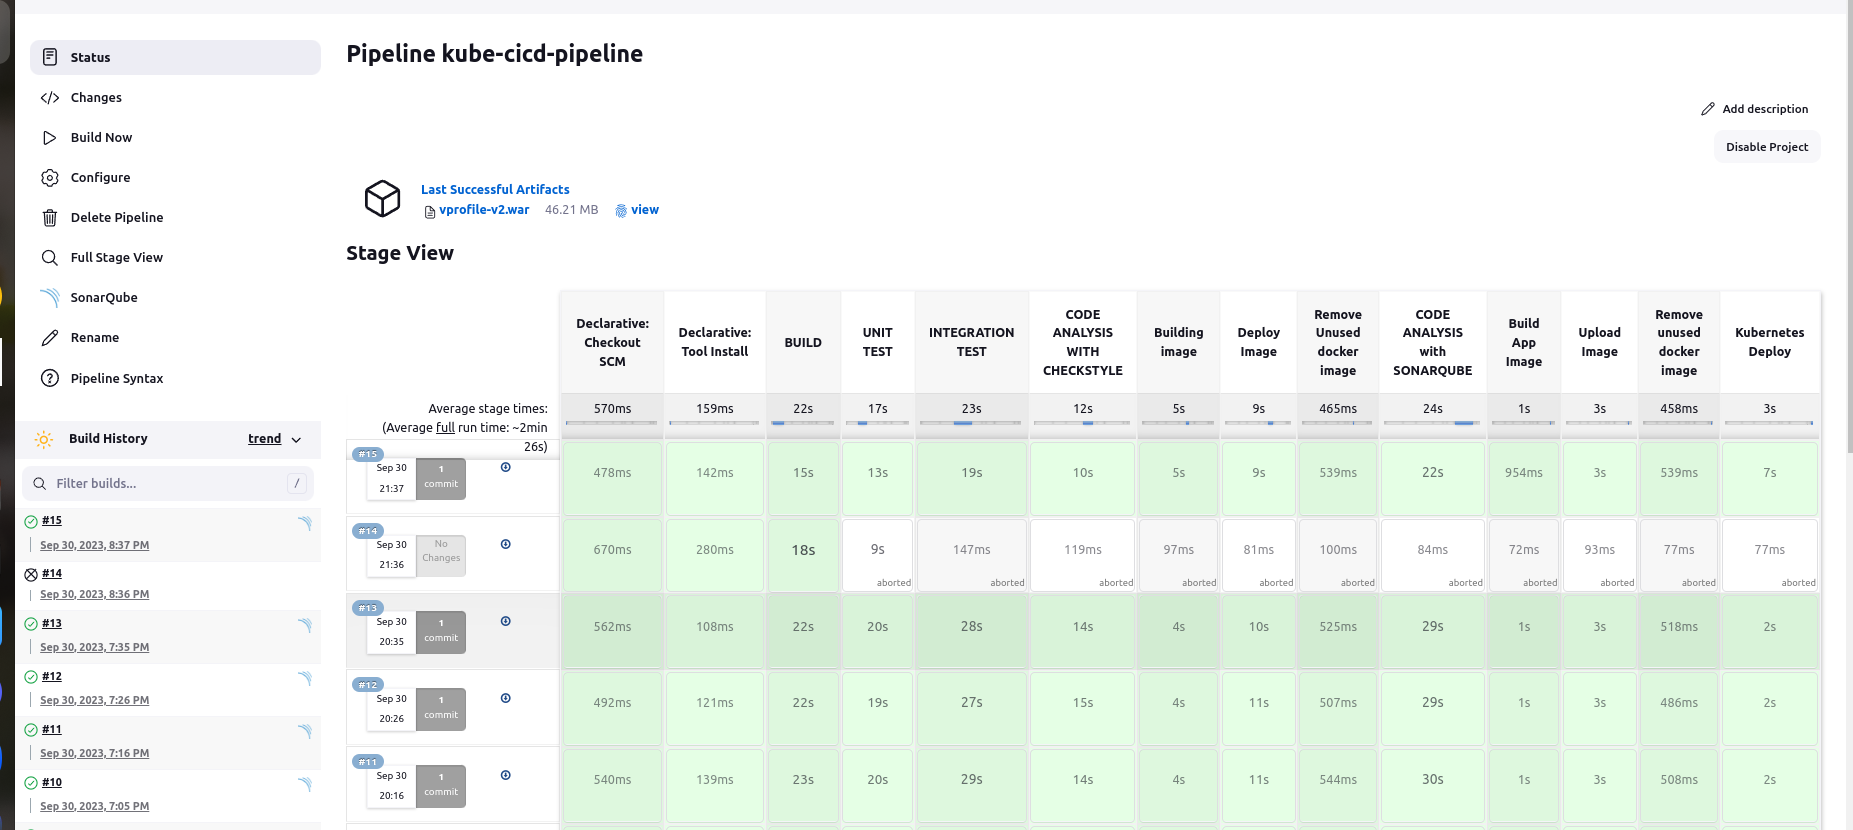 Status
Changes
Build Now
Configure
Delete Pipeline
Full Stage View
SonarQube
Rename
Pipeline Syntax
Build History
trend
Filter builds...
/
#15
Sep 30, 2023, 8:37 PM
#14
Sep 30, 2023, 8:36 PM
#13
Sep 30, 2023, 7:35 PM
#12
Sep 30, 2023, 7:26 PM
#11
Sep 30, 2023, 7:16 PM
#10
Sep 30, 2023, 7:05 PM
Pipeline kube-cicd-pipeline
Add description
Disable Project
Last Successful Artifacts
vprofile-v2.war 46.21 MB view
Stage View
Declarative:
Checkout
SCM
Declarative:
Tool Install
BUILD
UNIT
TEST
INTEGRATION
TEST
CODE
ANALYSIS
WITH
CHECKSTYLE
Building
image
Deploy
Image
Remove
Unused
docker
image
CODE
ANALYSIS
with
SONARQUBE
Build
App
Image
Upload
Image
Remove
unused
docker
image
Kubernetes
Deploy
Average stage times:
(Average full run time: ~2min
26s)
570ms 159ms 22s 17s 23s 12s 5s 9s 465ms 24s 1s 3s 458ms 3s
#15
Sep 30
21:37
1
commit
478ms 142ms 15s 13s 19s 10s 5s 9s 539ms 22s 954ms 3s 539ms 7s
#14
Sep 30
21:36
No
Changes
670ms 280ms 18s 9s 147ms 119ms 97ms 81ms 100ms 84ms 72ms 93ms 77ms 77ms
aborted aborted aborted aborted aborted aborted aborted aborted aborted aborted aborted
#13
Sep 30
20:35
1
commit
562ms 108ms 22s 20s 28s 14s 4s 10s 525ms 29s 1s 3s 518ms 2s
#12
Sep 30
20:26
1
commit
492ms 121ms 22s 19s 27s 15s 4s 11s 507ms 29s 1s 3s 486ms 2s
#11
Sep 30
20:16
1
commit
540ms 139ms 23s 20s 29s 14s 4s 11s 544ms 30s 1s 3s 508ms 2s